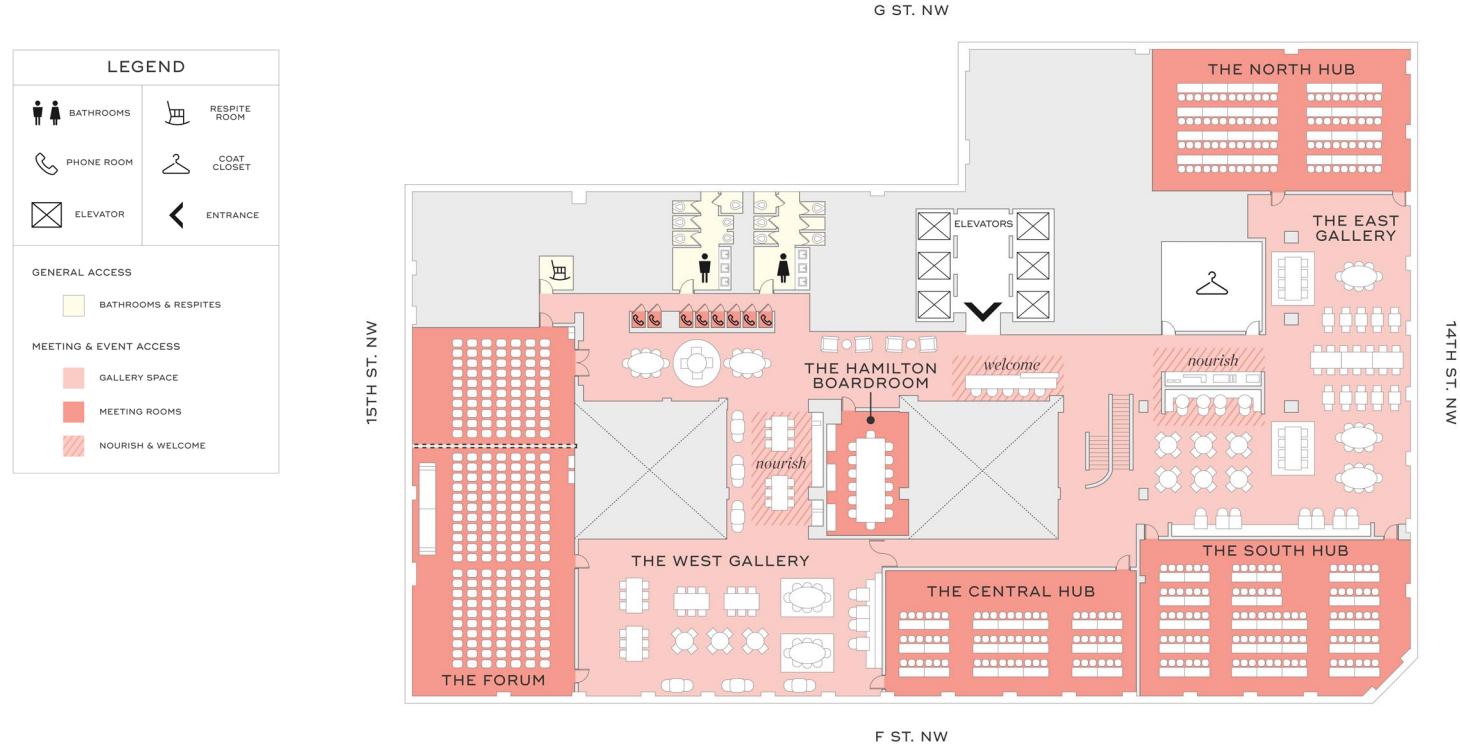 G ST. NW
LEGEND
BATHROOMS
RESPITE
ROOM
PHONE ROOM
COAT
CLOSET
ELEVATOR
ENTRANCE
GENERAL ACCESS
BATHROOMS & RESPITES
MEETING & EVENT ACCESS
GALLERY SPACE
MEETING ROOMS
NOURISH & WELCOME
15TH ST. NW
THE NORTH HUB
THE EAST
GALLERY
ELEVATORS
THE HAMILTON
BOARDROOM
welcome
nourish
nourish
14TH ST. NW
THE WEST GALLERY
THE CENTRAL HUB
THE SOUTH HUB
THE FORUM
F ST. NW